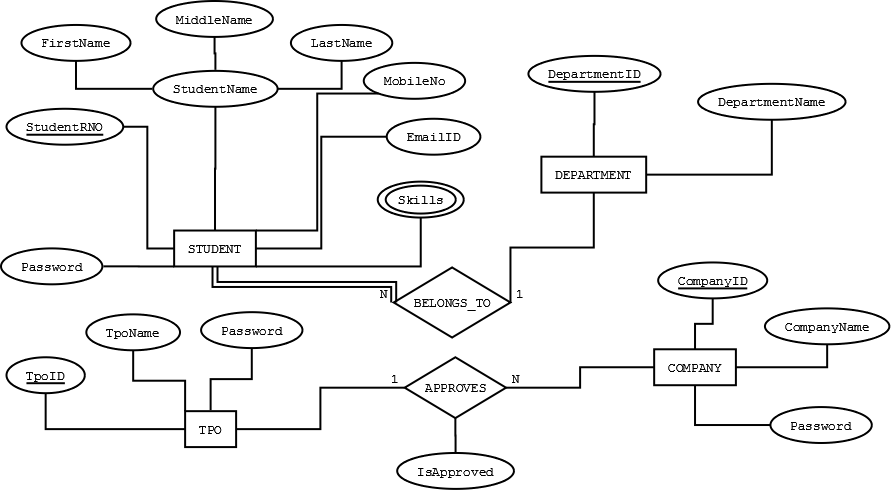 MiddleName
FirstName
LastName
StudentName
MobileNo
DepartmentID
DepartmentName
StudentRNO
EmailID
DEPARTMENT
Skills
STUDENT
Password
N
BELONGS_TO
1
CompanyID
TpoName
Password
CompanyName
TpoID
1
APPROVES
N
COMPANY
TPO
Password
IsApproved